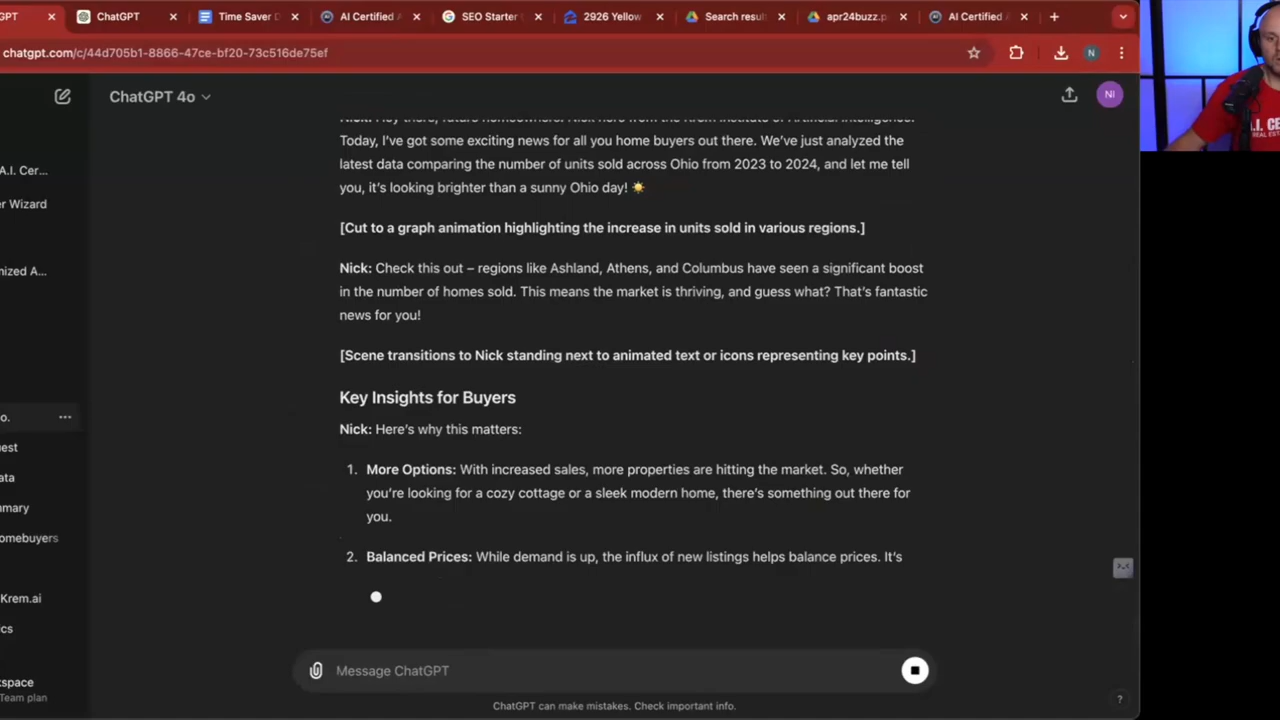 PT
ChatGPT
Time Saver D
AI Certified A
SEO Starter
2926 Yellow
Search resu
apr24buzz.p
AI Certified A
chatgpt.com/c/44d705b1-8866-47ce-bf20-73c516de75ef
N
ChatGPT 4o
NI
Today, I've got some exciting news for all you home buyers out there. We've just analyzed the
latest data comparing the number of units sold across Ohio from 2023 to 2024, and let me tell
you, it's looking brighter than a sunny Ohio day! ☀️
[Cut to a graph animation highlighting the increase in units sold in various regions.]
Nick: Check this out – regions like Ashland, Athens, and Columbus have seen a significant boost
in the number of homes sold. This means the market is thriving, and guess what? That's fantastic
news for you!
[Scene transitions to Nick standing next to animated text or icons representing key points.]
Key Insights for Buyers
Nick: Here's why this matters:
1. More Options: With increased sales, more properties are hitting the market. So, whether
you're looking for a cozy cottage or a sleek modern home, there's something out there for
you.
2. Balanced Prices: While demand is up, the influx of new listings helps balance prices. It's
A.I. Cer...
er Wizard
mized A...
o.
uest
ata
mmary
omebuyers
Krem.ai
cs
kspace
Team plan
Message ChatGPT
ChatGPT can make mistakes. Check important info.
?
A.I. CE
REAL EST